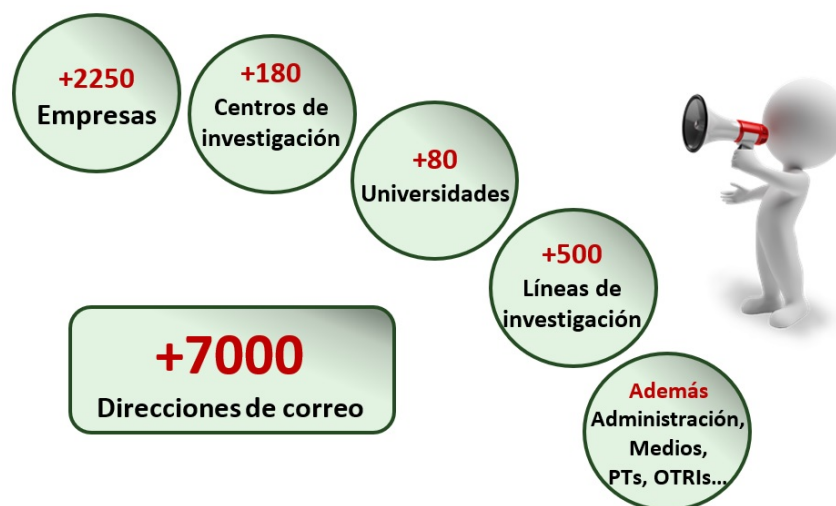 +2250
Empresas
+180
Centros de
investigación
+80
Universidades
+500
Líneas de
investigación
+7000
Direcciones de correo
Además
Administración,
Medios,
PTs, OTRIs...